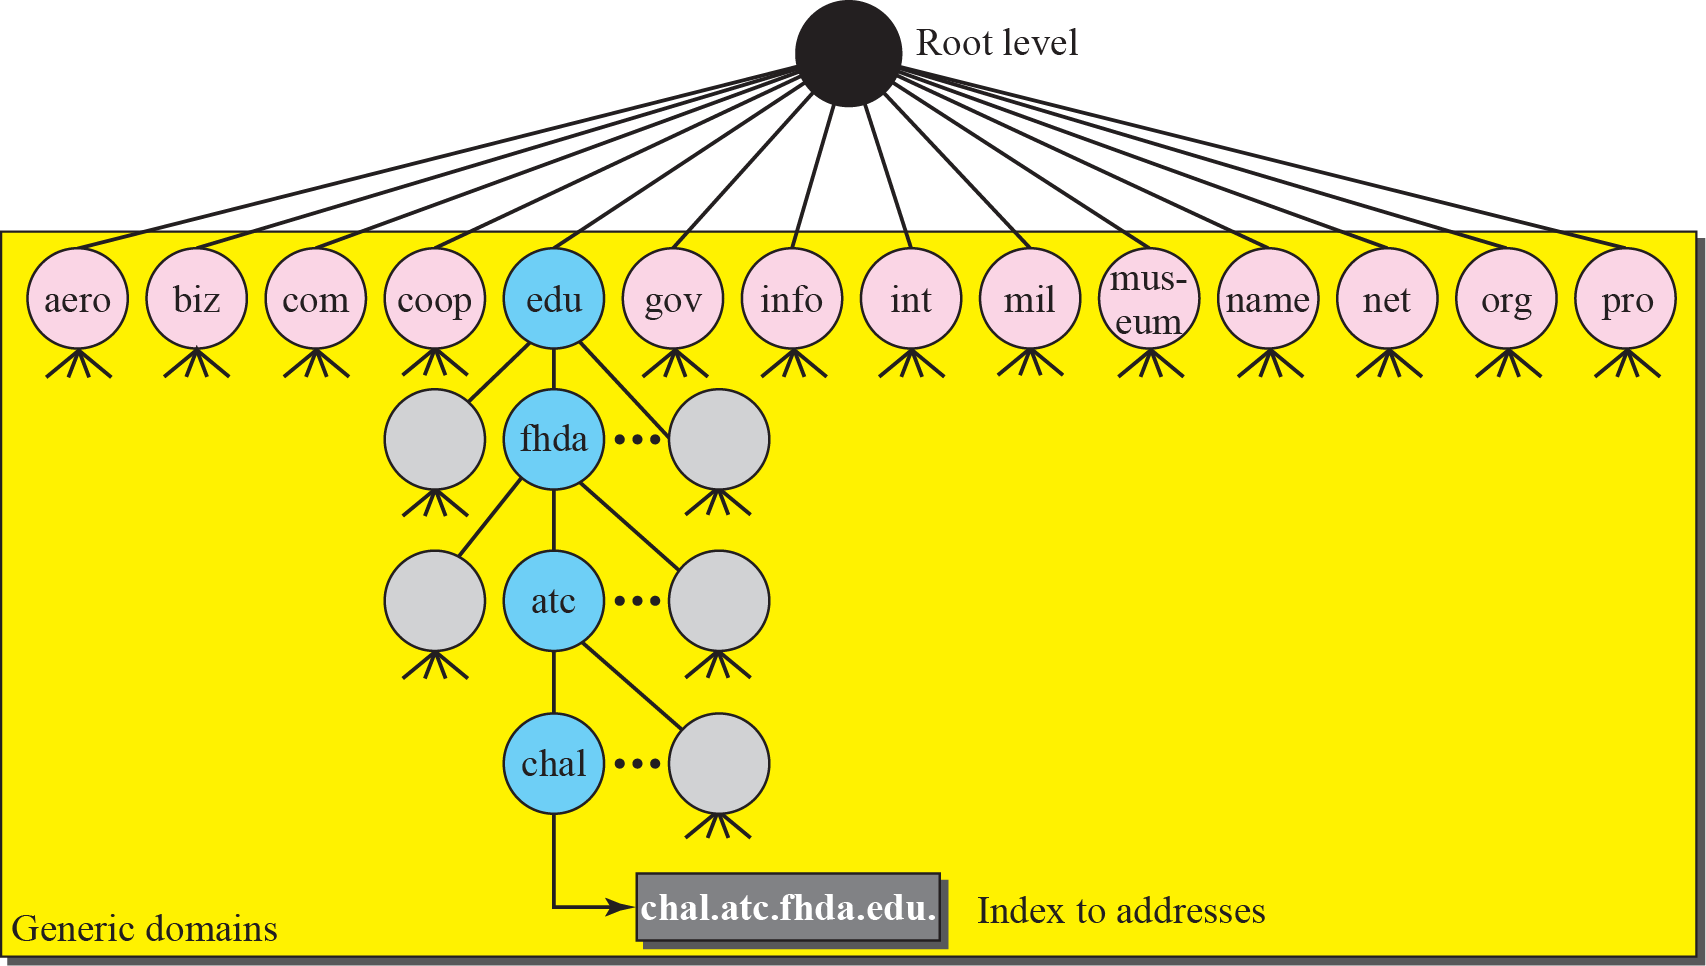 Root level
aero biz com coop edu gov info int mil mus-
eum name net org pro
fhda
atc
chal
chal.atc.fhda.edu.
Index to addresses
Generic domains